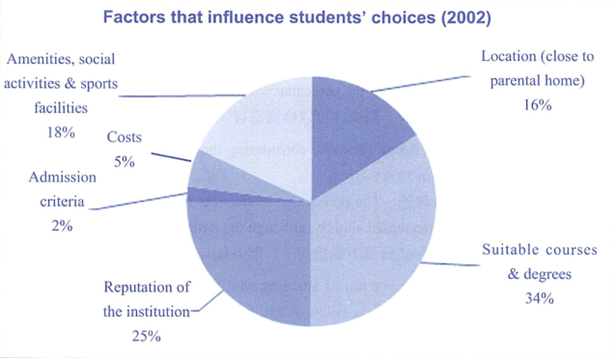 Factors that influence students’ choices (2002)
Amenities, social
activities & sports
facilities
18%
Costs
5%
Admission
criteria
2%
Reputation of
the institution
25%
Location (close to
parental home)
16%
Suitable courses
& degrees
34%